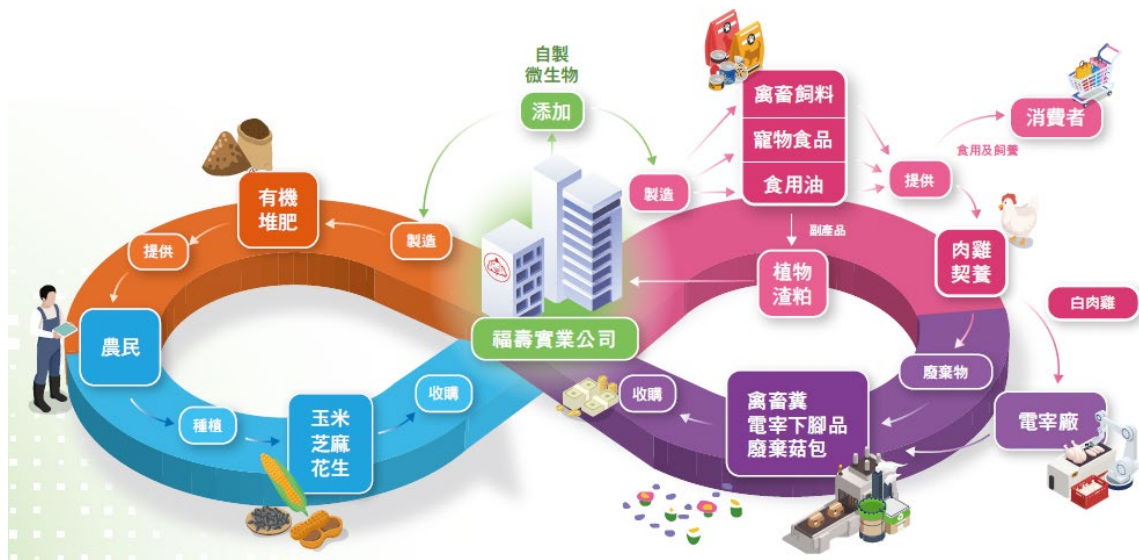 自製
微生物
添加
禽畜飼料
寵物食品
食用油
消費者
食用及飼養
提供
製造
副產品
植物
渣粕
肉雞
契養
白肉雞
有機
堆肥
製造
提供
農民
種植
玉米
芝麻
花生
收購
福壽實業公司
收購
禽畜糞
電宰下腳品
廢棄菇包
廢棄物
電宰廠